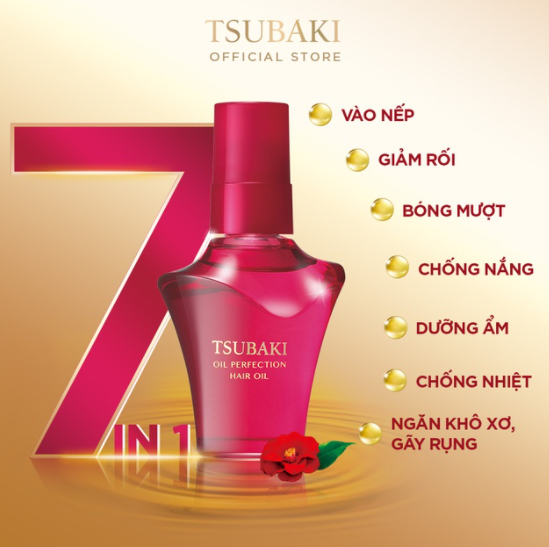 TSUBAKI
OFFICIAL STORE
7
IN 1
TSUBAKI
OIL PERFECTION
HAIR OIL
VÀO NẾP
GIẢM RỐI
BÓNG MƯỢT
CHỐNG NẮNG
DƯỠNG ẨM
CHỐNG NHIỆT
NGĂN KHÔ XƠ,
GÃY RỤNG